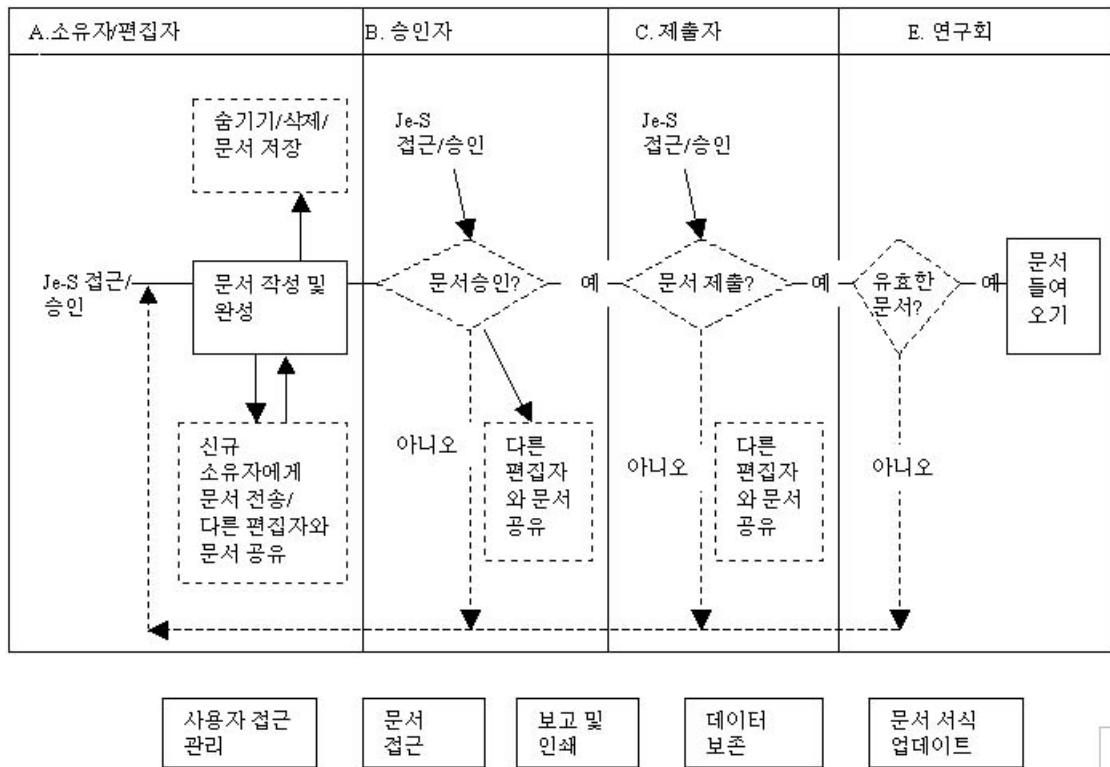 A.소유자/편집자
B. 승인자
C. 제출자
E. 연구회
숨기기/삭제/
문서 저장
Je-S
접근/승인
Je-S
접근/승인
Je-S 접근/
승인
문서 작성 및
완성
문서승인?
예
문서 제출?
예
유효한
문서?
예
문서
들여
오기
신규
소유자에게
문서 전송/
다른 편집자와
문서 공유
아니오
다른
편집자
와 문서
공유
아니오
다른
편집자
와 문서
공유
아니오
사용자 접근
관리
문서
접근
보고 및
인쇄
데이터
보존
문서 서식
업데이트